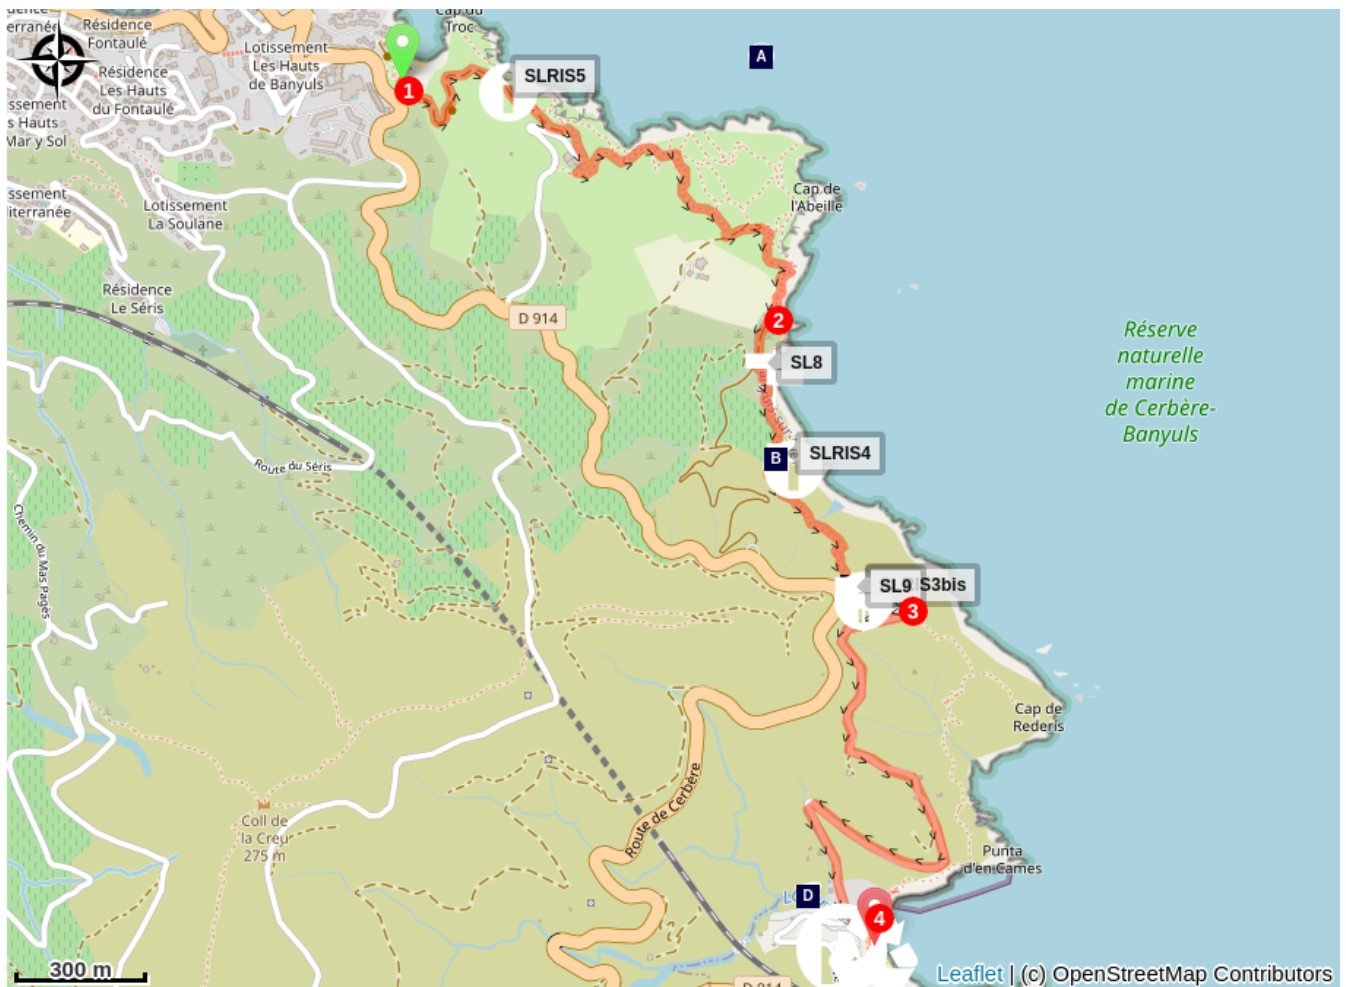 Cap du
Troc
Résidence
Fontaulé
Lotissement
Les Hauts
de Banyuls
Résidence
Les Hauts
du Fontaulé
s Hauts
Mar y Sol
1
SLRIS5
A
Cap de
l'Abeille
Lotissement
La Soulane
Résidence
Le Séris
D 914
2
SL8
Réserve
naturelle
marine
de Cerbère-
Banyuls
B
SLRIS4
Route du Séris
Chemin du Mas Pagès
SL9
IS3bis
3
Cap de
Rederis
Route de Cerbère
Coll de
la Creu
275 m
Punta
d'en Cames
D
4
300 m
D 914
Leaflet | (c) OpenStreetMap Contributors